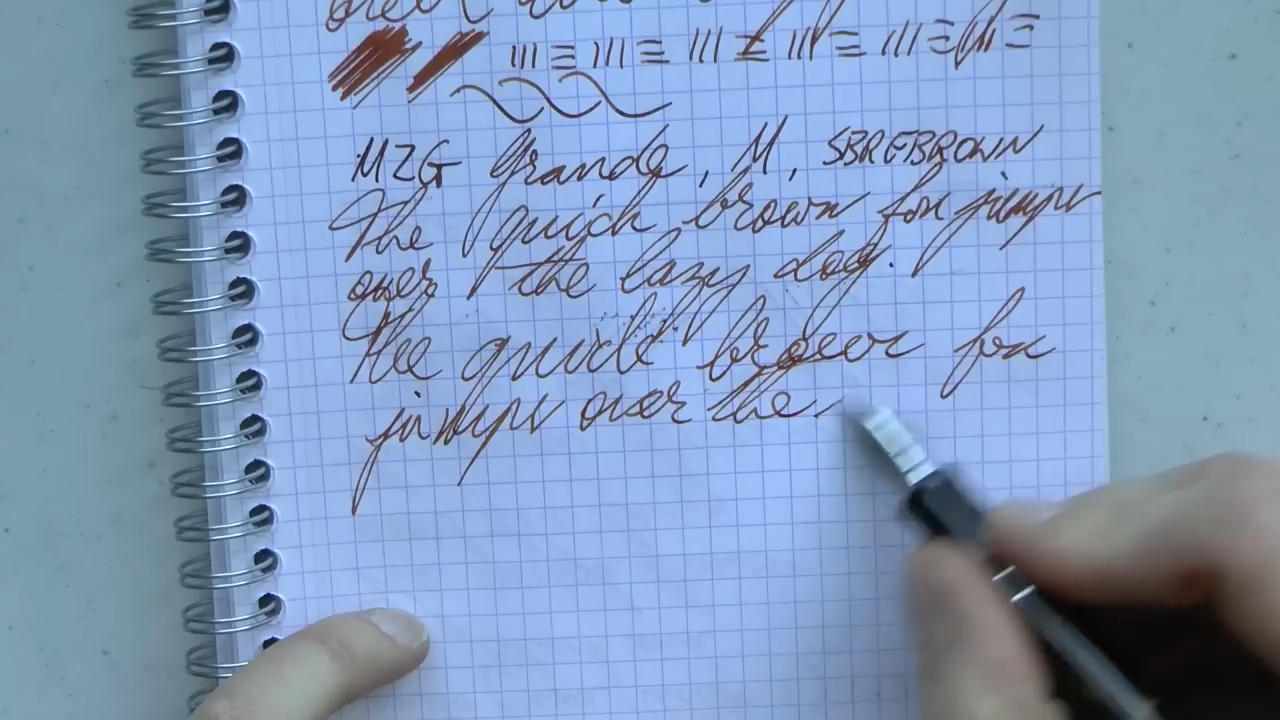 MZG Grande, M, SBREBROWN
The quick brown fox jumps
over the lazy dog.
The quick brown fox
jumps over the